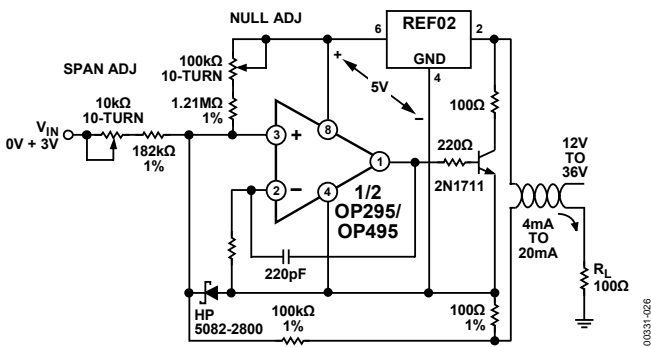 NULL ADJ
SPAN ADJ
100kΩ
10-TURN
1.21MΩ
1%
10kΩ
10-TURN
VIN
0V + 3V
182kΩ
1%
6
REF02
2
GND
4
+
5V
–
3
+
8
2
–
4
1
1/2
OP295/
OP495
220Ω
100Ω
2N1711
12V
TO
36V
4mA
TO
20mA
RL
100Ω
220pF
HP
5082-2800
100kΩ
1%
100Ω
1%
00331-026